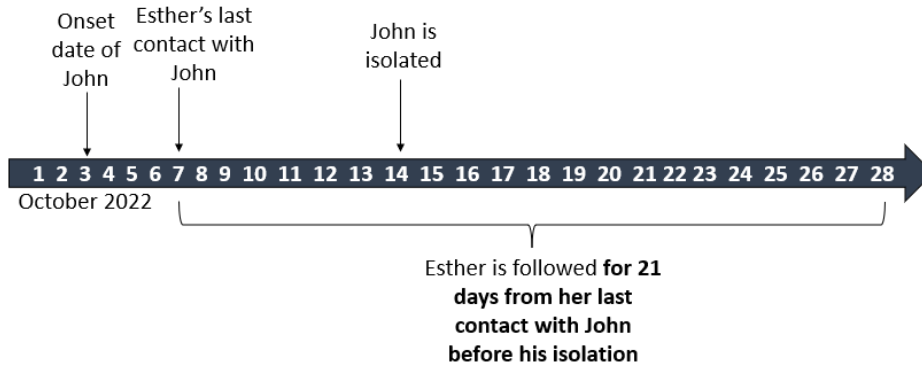 Onset
date of
John
Esther’s last
contact with
John
John is
isolated
1 2 3 4 5 6 7 8 9 10 11 12 13 14 15 16 17 18 19 20 21 22 23 24 25 26 27 28
October 2022
Esther is followed for 21
days from her last
contact with John
before his isolation